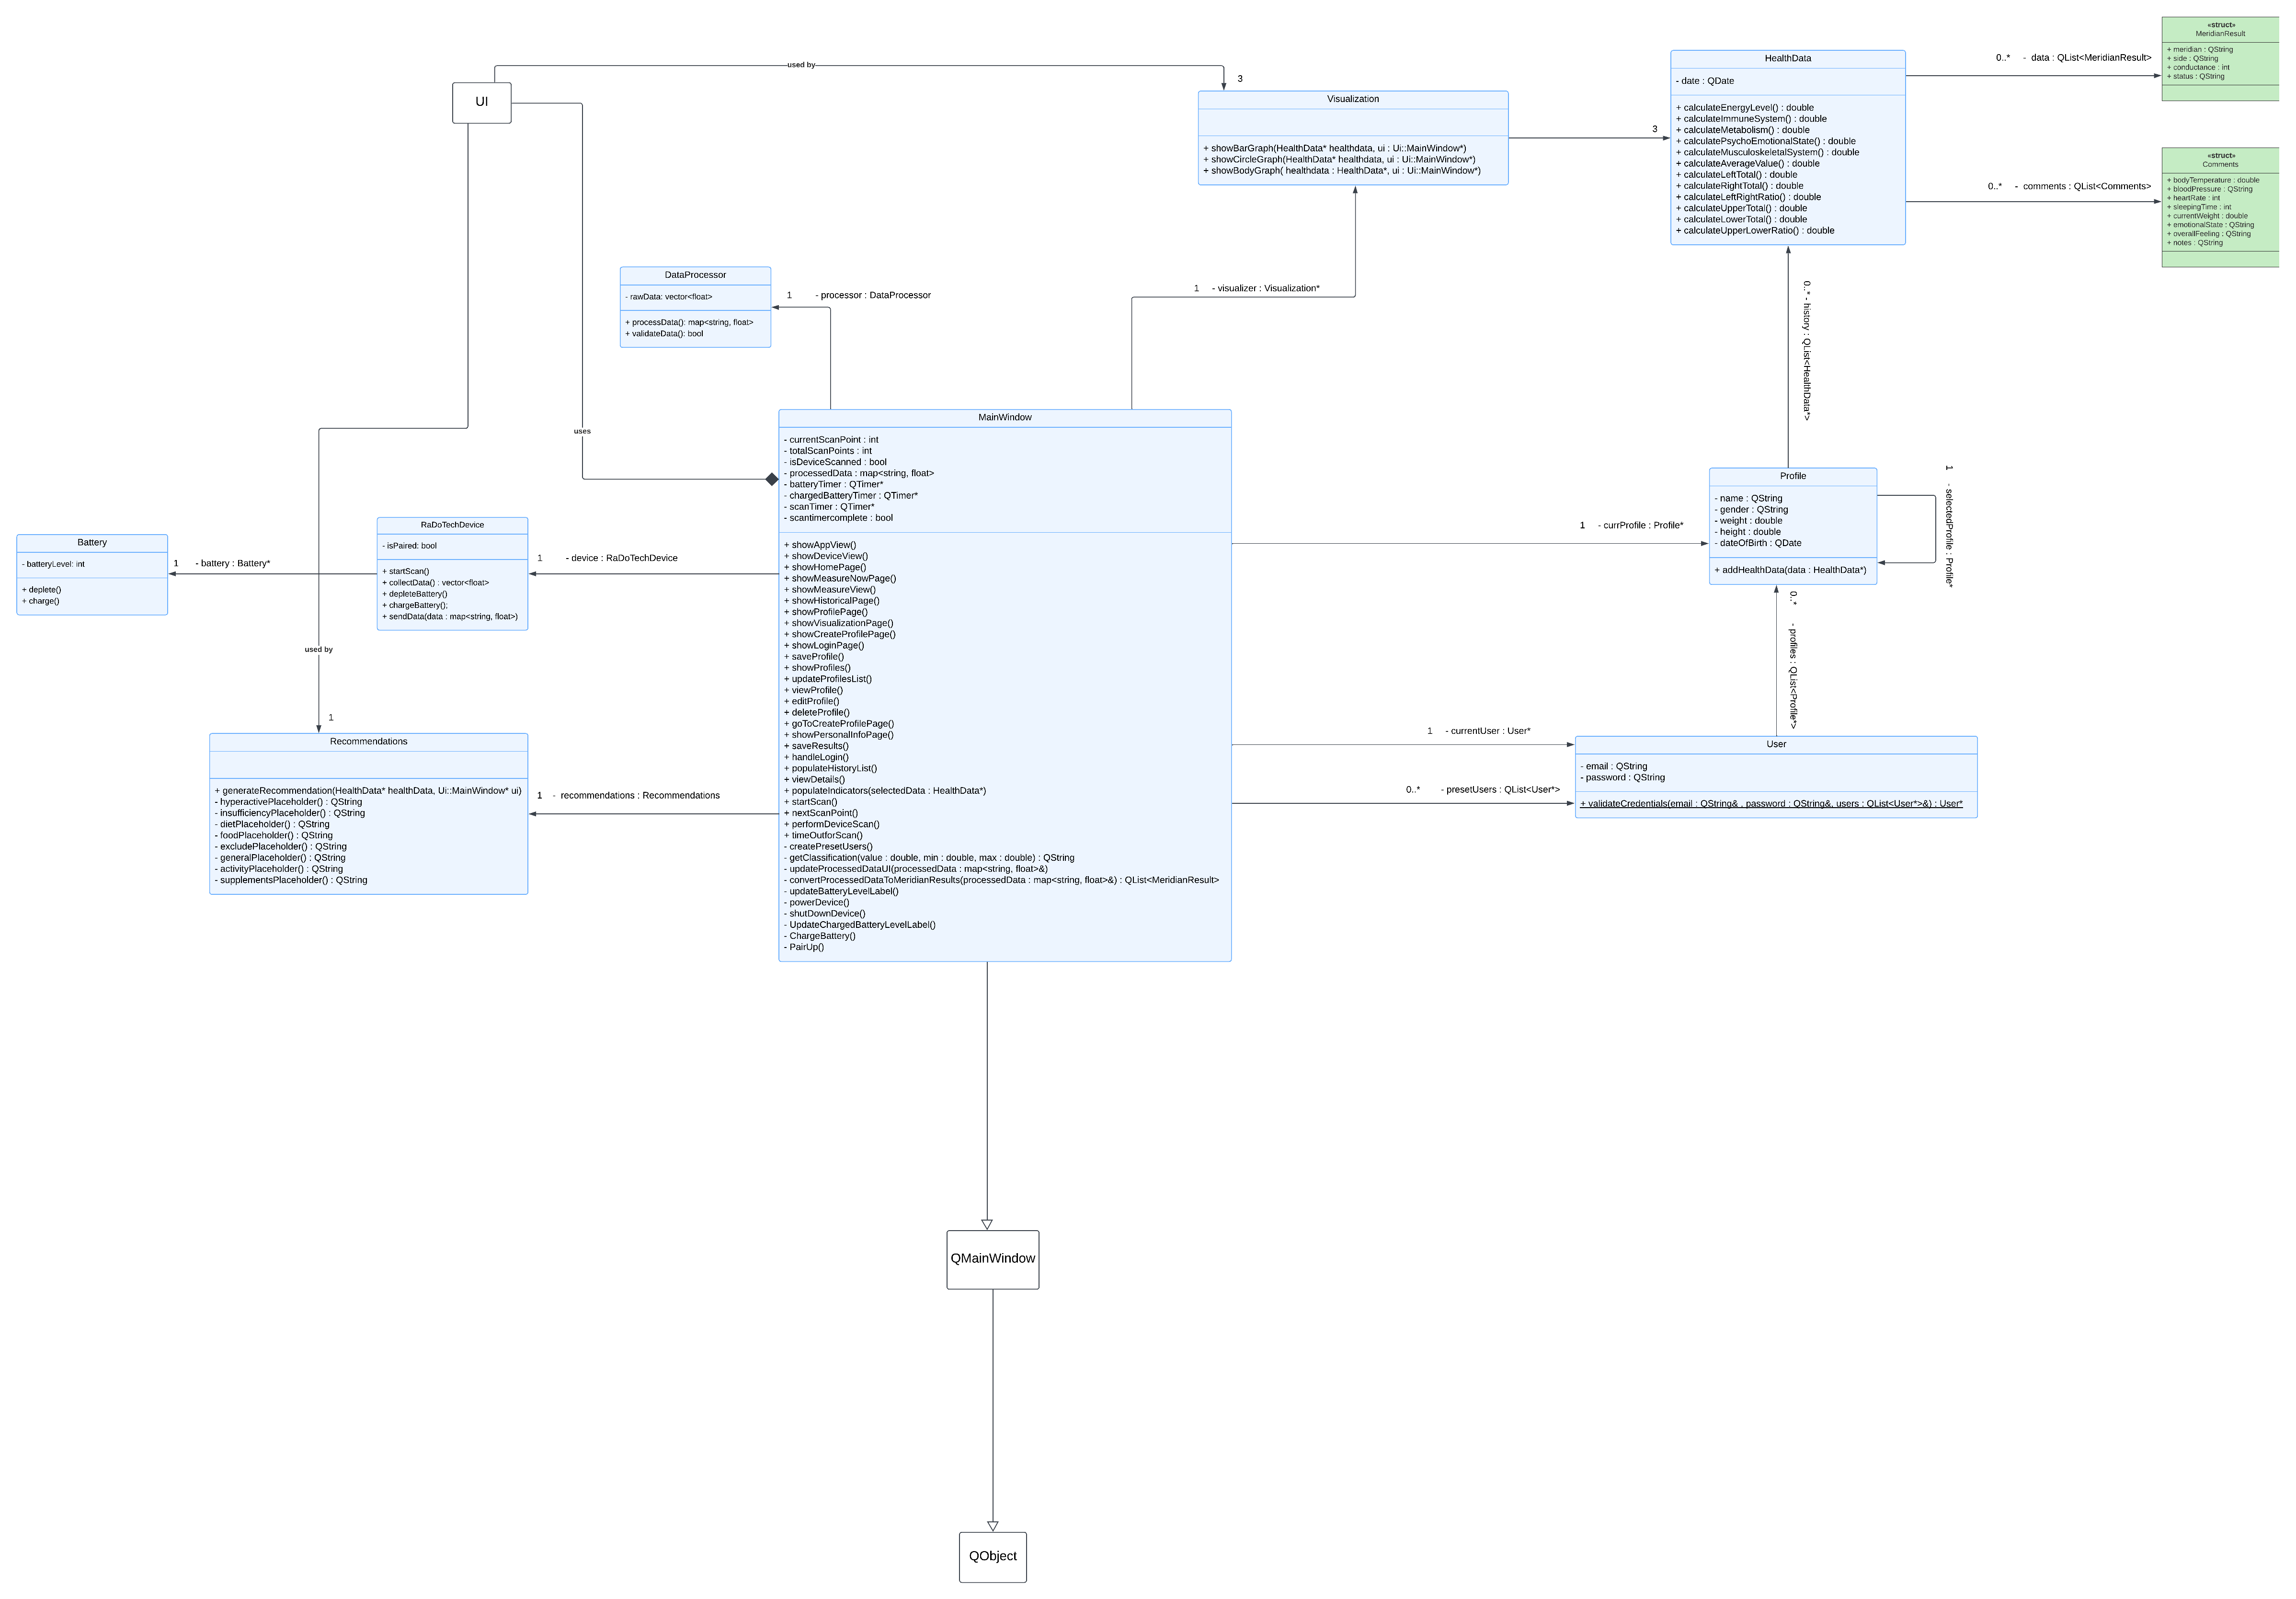 UI
used by
3
uses
used by
1
Visualization
+ showBarGraph(HealthData* healthdata, ui : Ui::MainWindow*)
+ showCircleGraph(HealthData* healthdata, ui : Ui::MainWindow*)
+ showBodyGraph( healthdata : HealthData*, ui : Ui::MainWindow*)
3
HealthData
- date : QDate
+ calculateEnergyLevel() : double
+ calculateImmuneSystem() : double
+ calculateMetabolism() : double
+ calculatePsychoEmotionalState() : double
+ calculateMusculoskeletalSystem() : double
+ calculateAverageValue() : double
+ calculateLeftTotal() : double
+ calculateRightTotal() : double
+ calculateLeftRightRatio() : double
+ calculateUpperTotal() : double
+ calculateLowerTotal() : double
+ calculateUpperLowerRatio() : double
0..* - data : QList<MeridianResult>
0..* - comments : QList<Comments>
<<struct>>
MeridianResult
+ meridian : QString
+ side : QString
+ conductance : int
+ status : QString
<<struct>>
Comments
+ bodyTemperature : double
+ bloodPressure : QString
+ heartRate : int
+ sleepingTime : int
+ currentWeight : double
+ emotionalState : QString
+ overallFeeling : QString
+ notes : QString
DataProcessor
- rawData: vector<float>
+ processData(): map<string, float>
+ validateData(): bool
1 - processor : DataProcessor
1 - visualizer : Visualization*
0..* - history : QList<HealthData*>
MainWindow
- currentScanPoint : int
- totalScanPoints : int
- isDeviceScanned : bool
- processedData : map<string, float>
- batteryTimer : QTimer*
- chargedBatteryTimer : QTimer*
- scanTimer : QTimer*
- scantimercomplete : bool
+ showAppView()
+ showDeviceView()
+ showHomePage()
+ showMeasureNowPage()
+ showMeasureView()
+ showHistoricalPage()
+ showProfilePage()
+ showVisualizationPage()
+ showCreateProfilePage()
+ showLoginPage()
+ saveProfile()
+ showProfiles()
+ updateProfilesList()
+ viewProfile()
+ editProfile()
+ deleteProfile()
+ goToCreateProfilePage()
+ showPersonalInfoPage()
+ saveResults()
+ handleLogin()
+ populateHistoryList()
+ viewDetails()
+ populateIndicators(selectedData : HealthData*)
+ startScan()
+ nextScanPoint()
+ performDeviceScan()
+ timeOutforScan()
- createPresetUsers()
- getClassification(value : double, min : double, max : double) : QString
- updateProcessedDataUI(processedData : map<string, float>&)
- convertProcessedDataToMeridianResults(processedData : map<string, float>&) : QList<MeridianResult>
- updateBatteryLevelLabel()
- powerDevice()
- shutDownDevice()
- UpdateChargedBatteryLevelLabel()
- ChargeBattery()
- PairUp()
Profile
- name : QString
- gender : QString
- weight : double
- height : double
- dateOfBirth : QDate
+ addHealthData(data : HealthData*)
1 - selectedProfile : Profile*
1 - currProfile : Profile*
0..* - profiles : QList<Profile*>
Battery
- batteryLevel: int
+ deplete()
+ charge()
1 - battery : Battery*
RaDoTechDevice
- isPaired: bool
+ startScan()
+ collectData() : vector<float>
+ depleteBattery()
+ chargeBattery();
+ sendData(data : map<string, float>)
1 - device : RaDoTechDevice
Recommendations
+ generateRecommendation(HealthData* healthData, Ui::MainWindow* ui)
- hyperactivePlaceholder() : QString
- insufficiencyPlaceholder() : QString
- dietPlaceholder() : QString
- foodPlaceholder() : QString
- excludePlaceholder() : QString
- generalPlaceholder() : QString
- activityPlaceholder() : QString
- supplementsPlaceholder() : QString
1 - recommendations : Recommendations
1 - currentUser : User*
0..* - presetUsers : QList<User*>
User
- email : QString
- password : QString
+ validateCredentials(email : QString& , password : QString&, users : QList<User*>&) : User*
QMainWindow
QObject